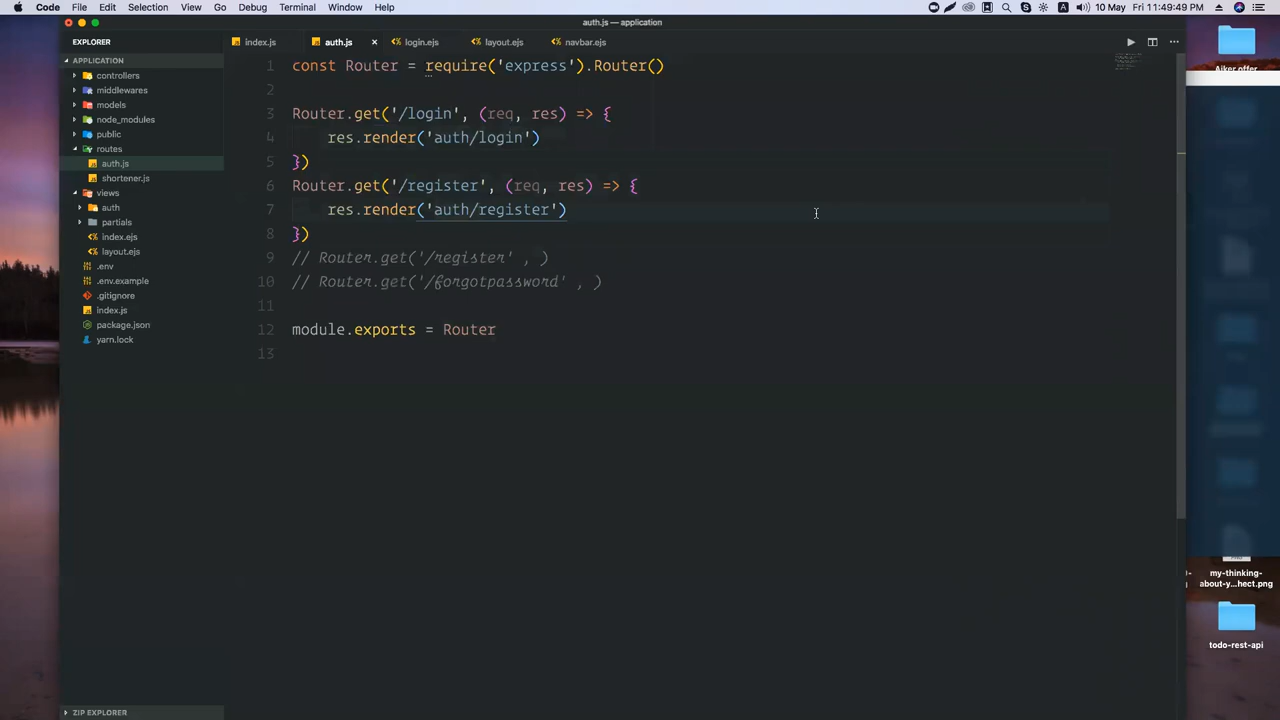 Code File Edit Selection View Go Debug Terminal Window Help
10 May Fri 11:49:49 PM
auth.js — application
EXPLORER
index.js auth.js login.ejs layout.ejs navbar.ejs
APPLICATION
controllers
middlewares
models
node_modules
public
routes
auth.js
shortener.js
views
auth
partials
index.ejs
layout.ejs
.env
.env.example
.gitignore
index.js
package.json
yarn.lock
ZIP EXPLORER
1 const Router = require('express').Router()
2
3 Router.get('/login', (req, res) => {
4 res.render('auth/login')
5 })
6 Router.get('/register', (req, res) => {
7 res.render('auth/register')
8 })
9 // Router.get('/register' , )
10 // Router.get('/forgotpassword' , )
11
12 module.exports = Router
13
Aiker offer
my-thinking-
about-y...hect.png
todo-rest-api